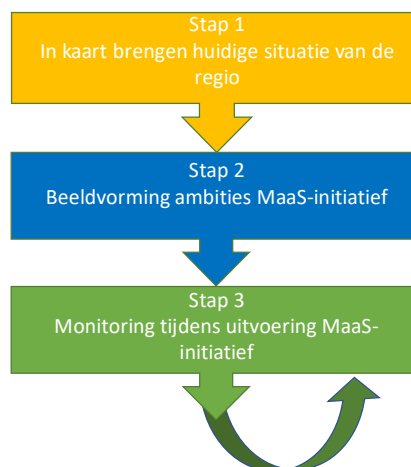 Stap 1
In kaart brengen huidige situatie van de
regio
Stap 2
Beeldvorming ambities MaaS-initiatief
Stap 3
Monitoring tijdens uitvoering MaaS-
initiatief